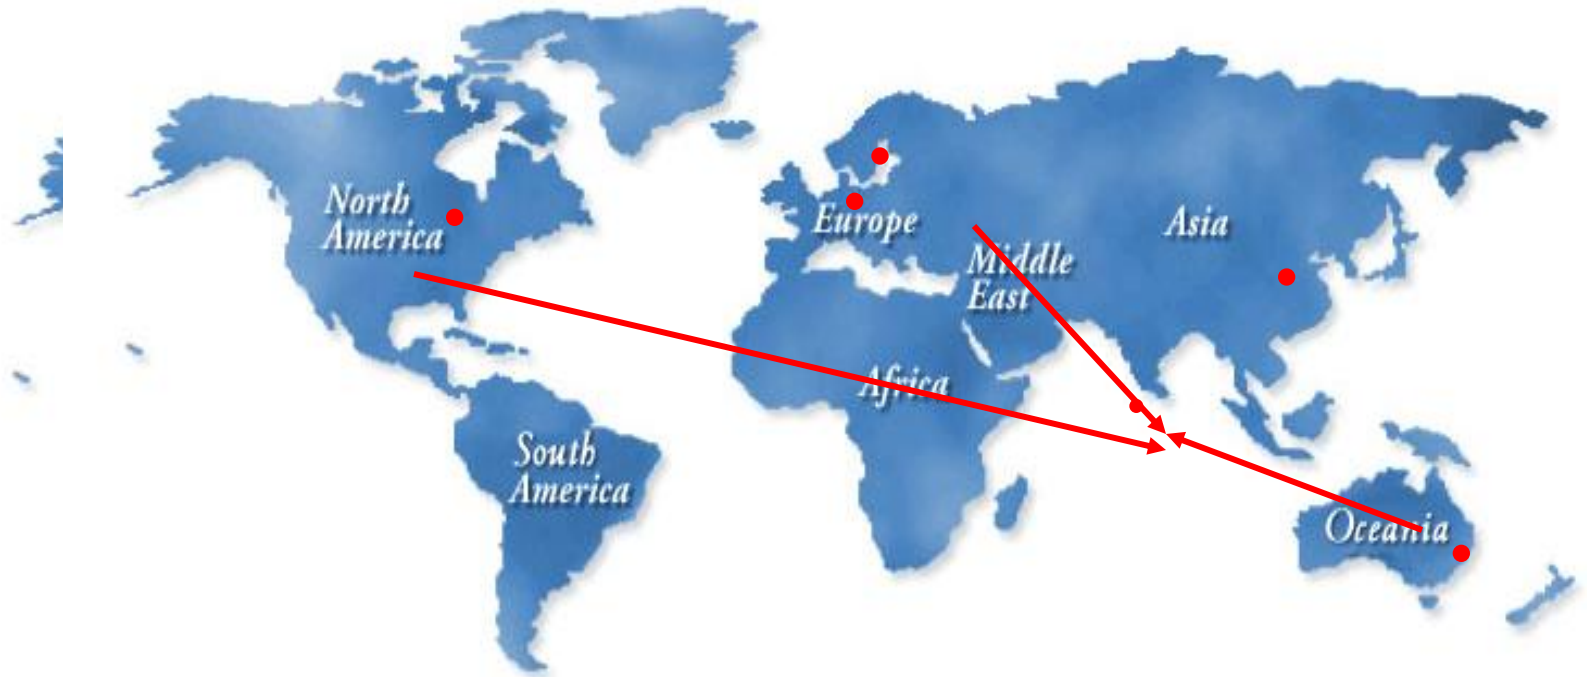 North
America
Europe
Asia
Middle
East
Africa
South
America
Oceania